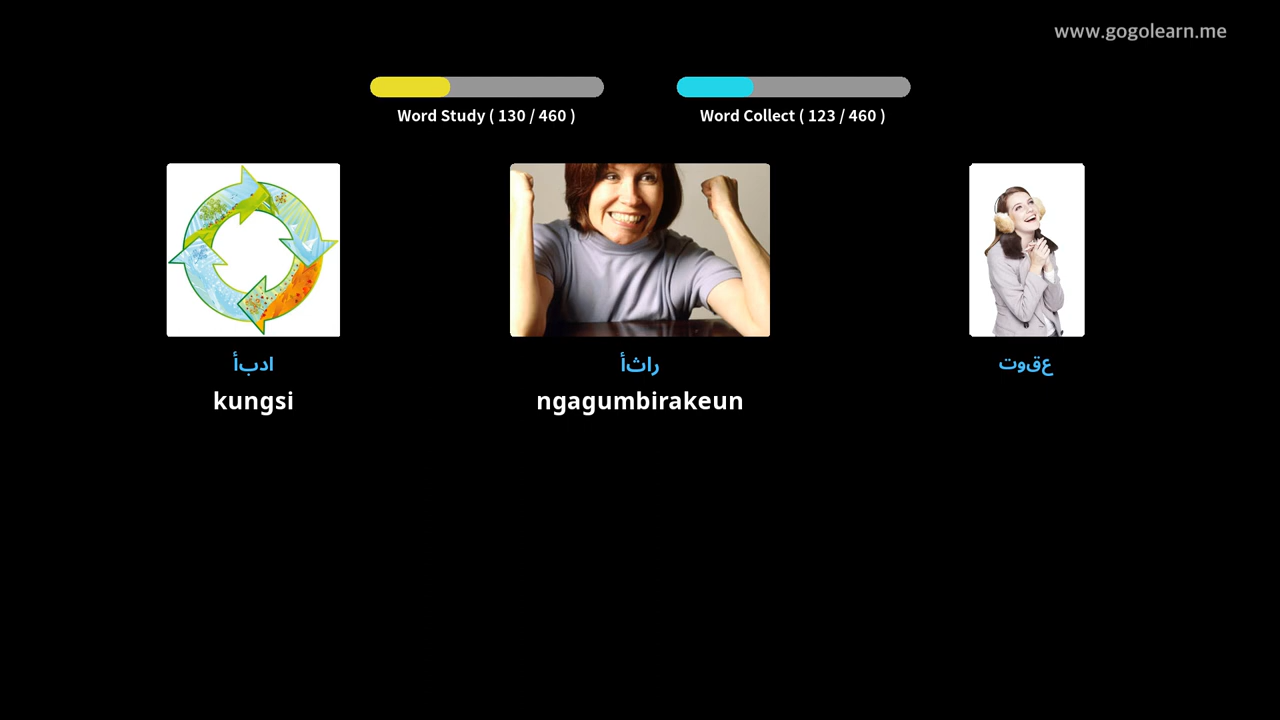 www.gogolearn.me
Word Study ( 130 / 460 )
Word Collect ( 123 / 460 )
ادبأ
kungsi
راثأ
ngagumbirakeun
عقوت